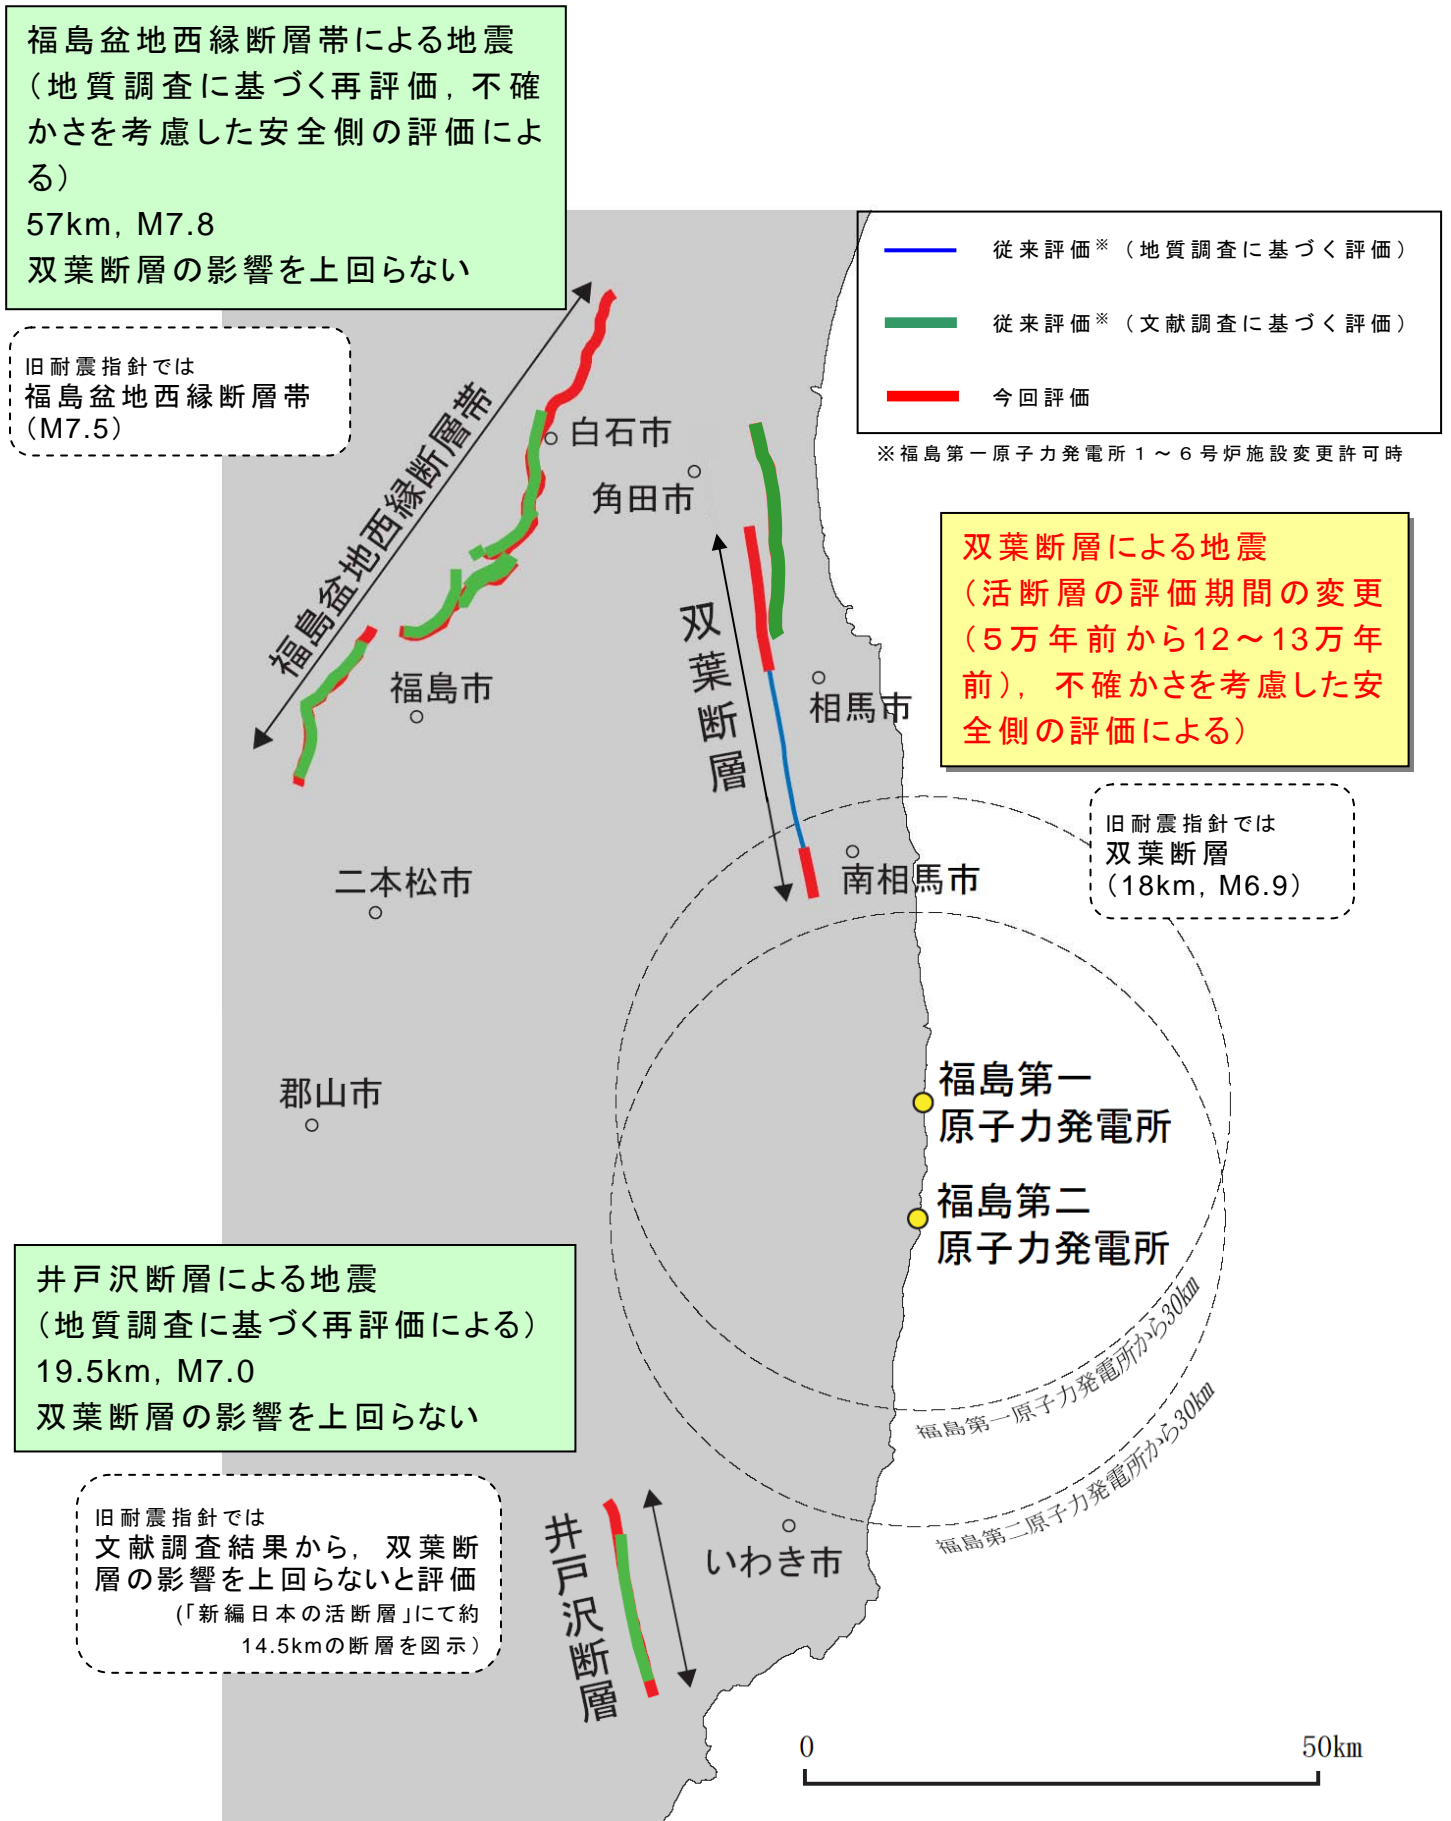 福島盆地西縁断層帯による地震
（地質調査に基づく再評価，不確
かさを考慮した安全側の評価によ
る）
57km，M7.8
双葉断層の影響を上回らない
旧耐震指針では
福島盆地西縁断層帯
（M7.5）
従来評価※（地質調査に基づく評価）
従来評価※（文献調査に基づく評価）
今回評価
※福島第一原子力発電所１～６号炉施設変更許可時
福島盆地西縁断層帯
白石市
角田市
双葉断層による地震
（活断層の評価期間の変更
（５万年前から12～13万年
前），不確かさを考慮した安
全側の評価による）
双葉断層
福島市
相馬市
旧耐震指針では
双葉断層
（18km，M6.9）
二本松市
南相馬市
郡山市
福島第一
原子力発電所
福島第二
原子力発電所
井戸沢断層による地震
（地質調査に基づく再評価による）
19.5km，M7.0
双葉断層の影響を上回らない
福島第一原子力発電所から30km
福島第二原子力発電所から30km
旧耐震指針では
文献調査結果から，双葉断
層の影響を上回らないと評価
（「新編日本の活断層」にて約
14.5kmの断層を図示）
井戸沢断層
いわき市
0 50km